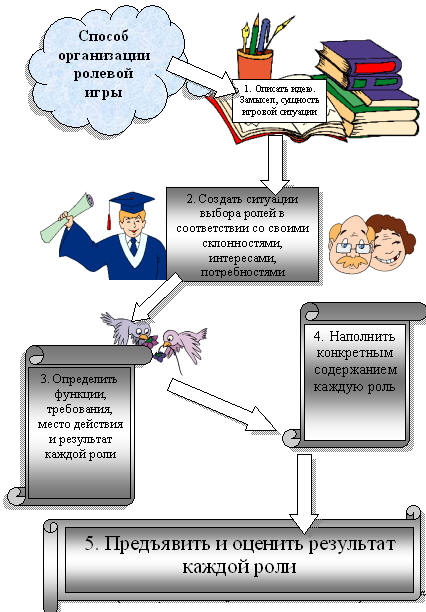 Способ
организации
ролевой
игры
1. Описать идею.
Замысел, сущность
игровой ситуации
2. Создать ситуации
выбора ролей в
соответствии со своими
склонностями,
интересами,
потребностями
3. Определить
функции,
требования,
место действия
и результат
каждой роли
4. Наполнить
конкретным
содержанием
каждую роль
5. Предъявить и оценить результат
каждой роли